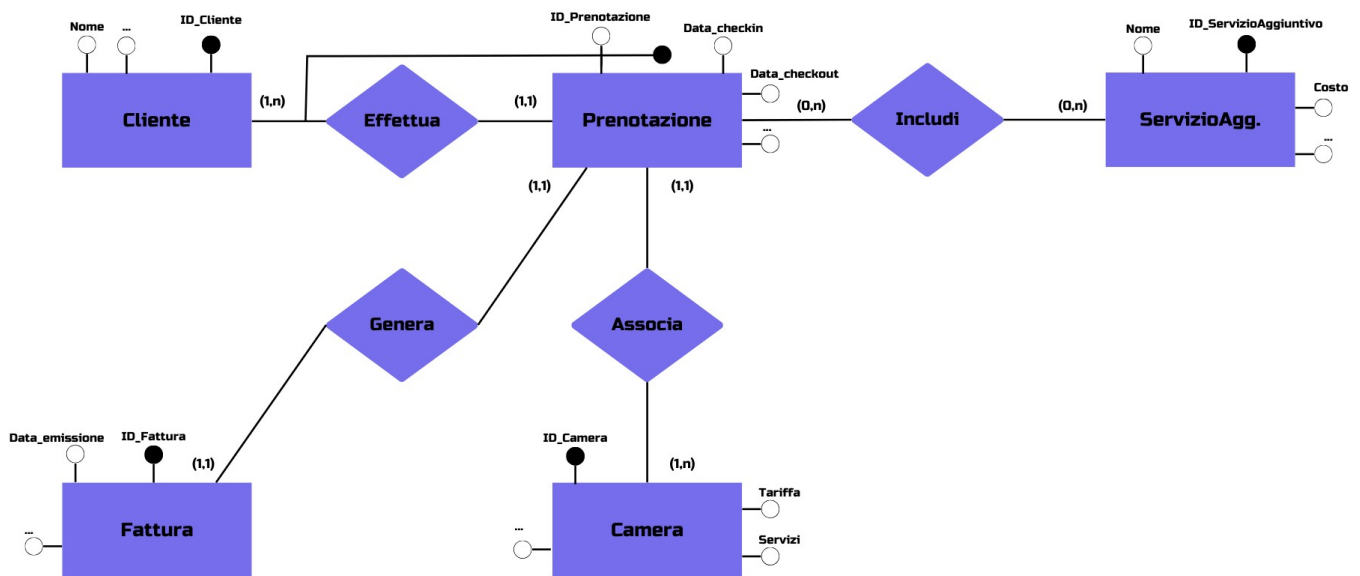 ID_Prenotazione
ID_Cliente
Nome
...
Data_checkin
Nome
ID_ServizioAggiuntivo
Data_checkout
Costo
(1,n)
(1,1)
(0,n)
(0,n)
Cliente
Effettua
Prenotazione
Includi
ServizioAgg.
...
...
(1,1)
(1,1)
Genera
Associa
Data_emissione
ID_Fattura
ID_Camera
(1,1)
(1,n)
Tariffa
...
Fattura
...
Camera
Servizi